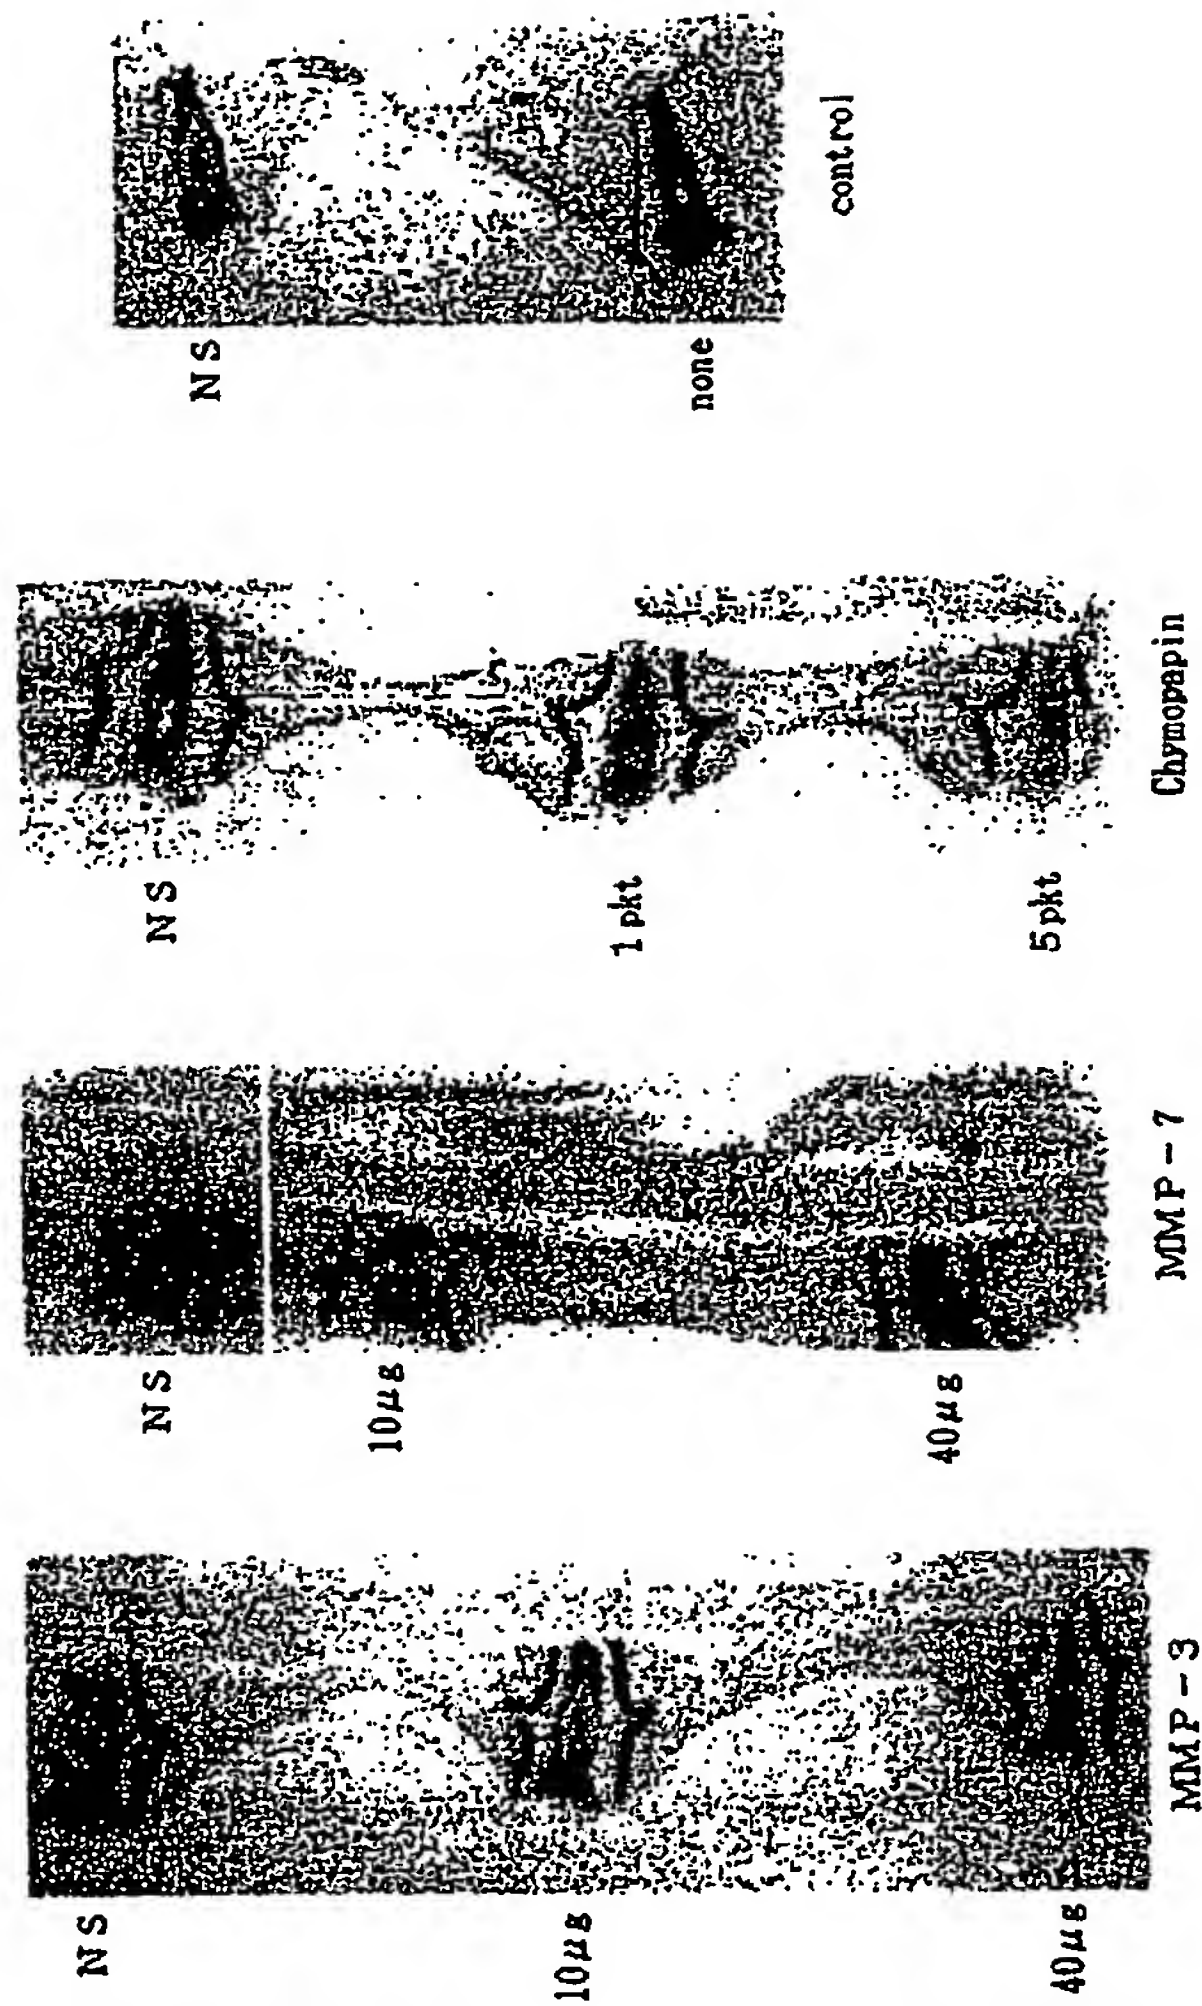 NS
10μg
40μg
MMP-3
NS
10μg
40μg
MMP-7
NS
1pkt
5pkt
Chymopapin
NS
none
control